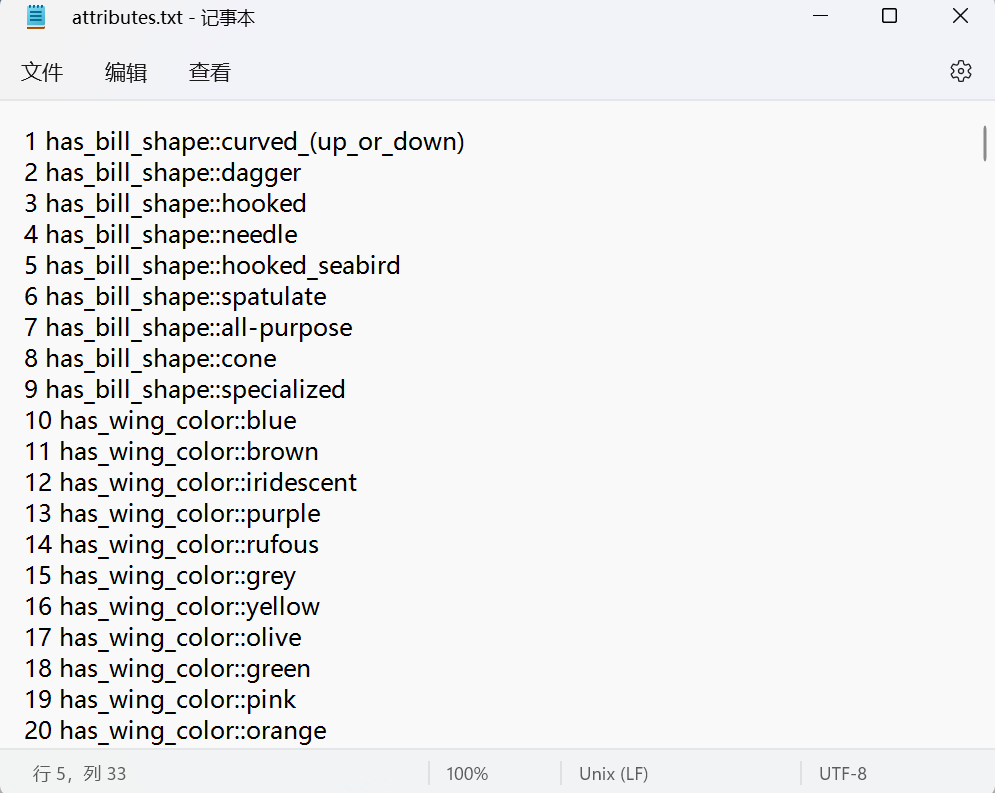 attributes.txt - 记事本
文件 编辑 查看
1 has_bill_shape::curved_(up_or_down)
2 has_bill_shape::dagger
3 has_bill_shape::hooked
4 has_bill_shape::needle
5 has_bill_shape::hooked_seabird
6 has_bill_shape::spatulate
7 has_bill_shape::all-purpose
8 has_bill_shape::cone
9 has_bill_shape::specialized
10 has_wing_color::blue
11 has_wing_color::brown
12 has_wing_color::iridescent
13 has_wing_color::purple
14 has_wing_color::rufous
15 has_wing_color::grey
16 has_wing_color::yellow
17 has_wing_color::olive
18 has_wing_color::green
19 has_wing_color::pink
20 has_wing_color::orange
行 5，列 33 100% Unix (LF) UTF-8